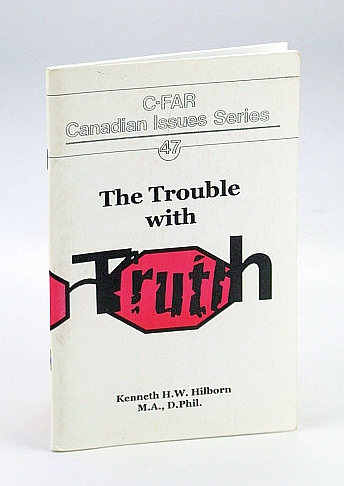 C-FAR
Canadian Issues Series
47
The Trouble
with
Truth
Kenneth H.W. Hilborn
M.A., D.Phil.